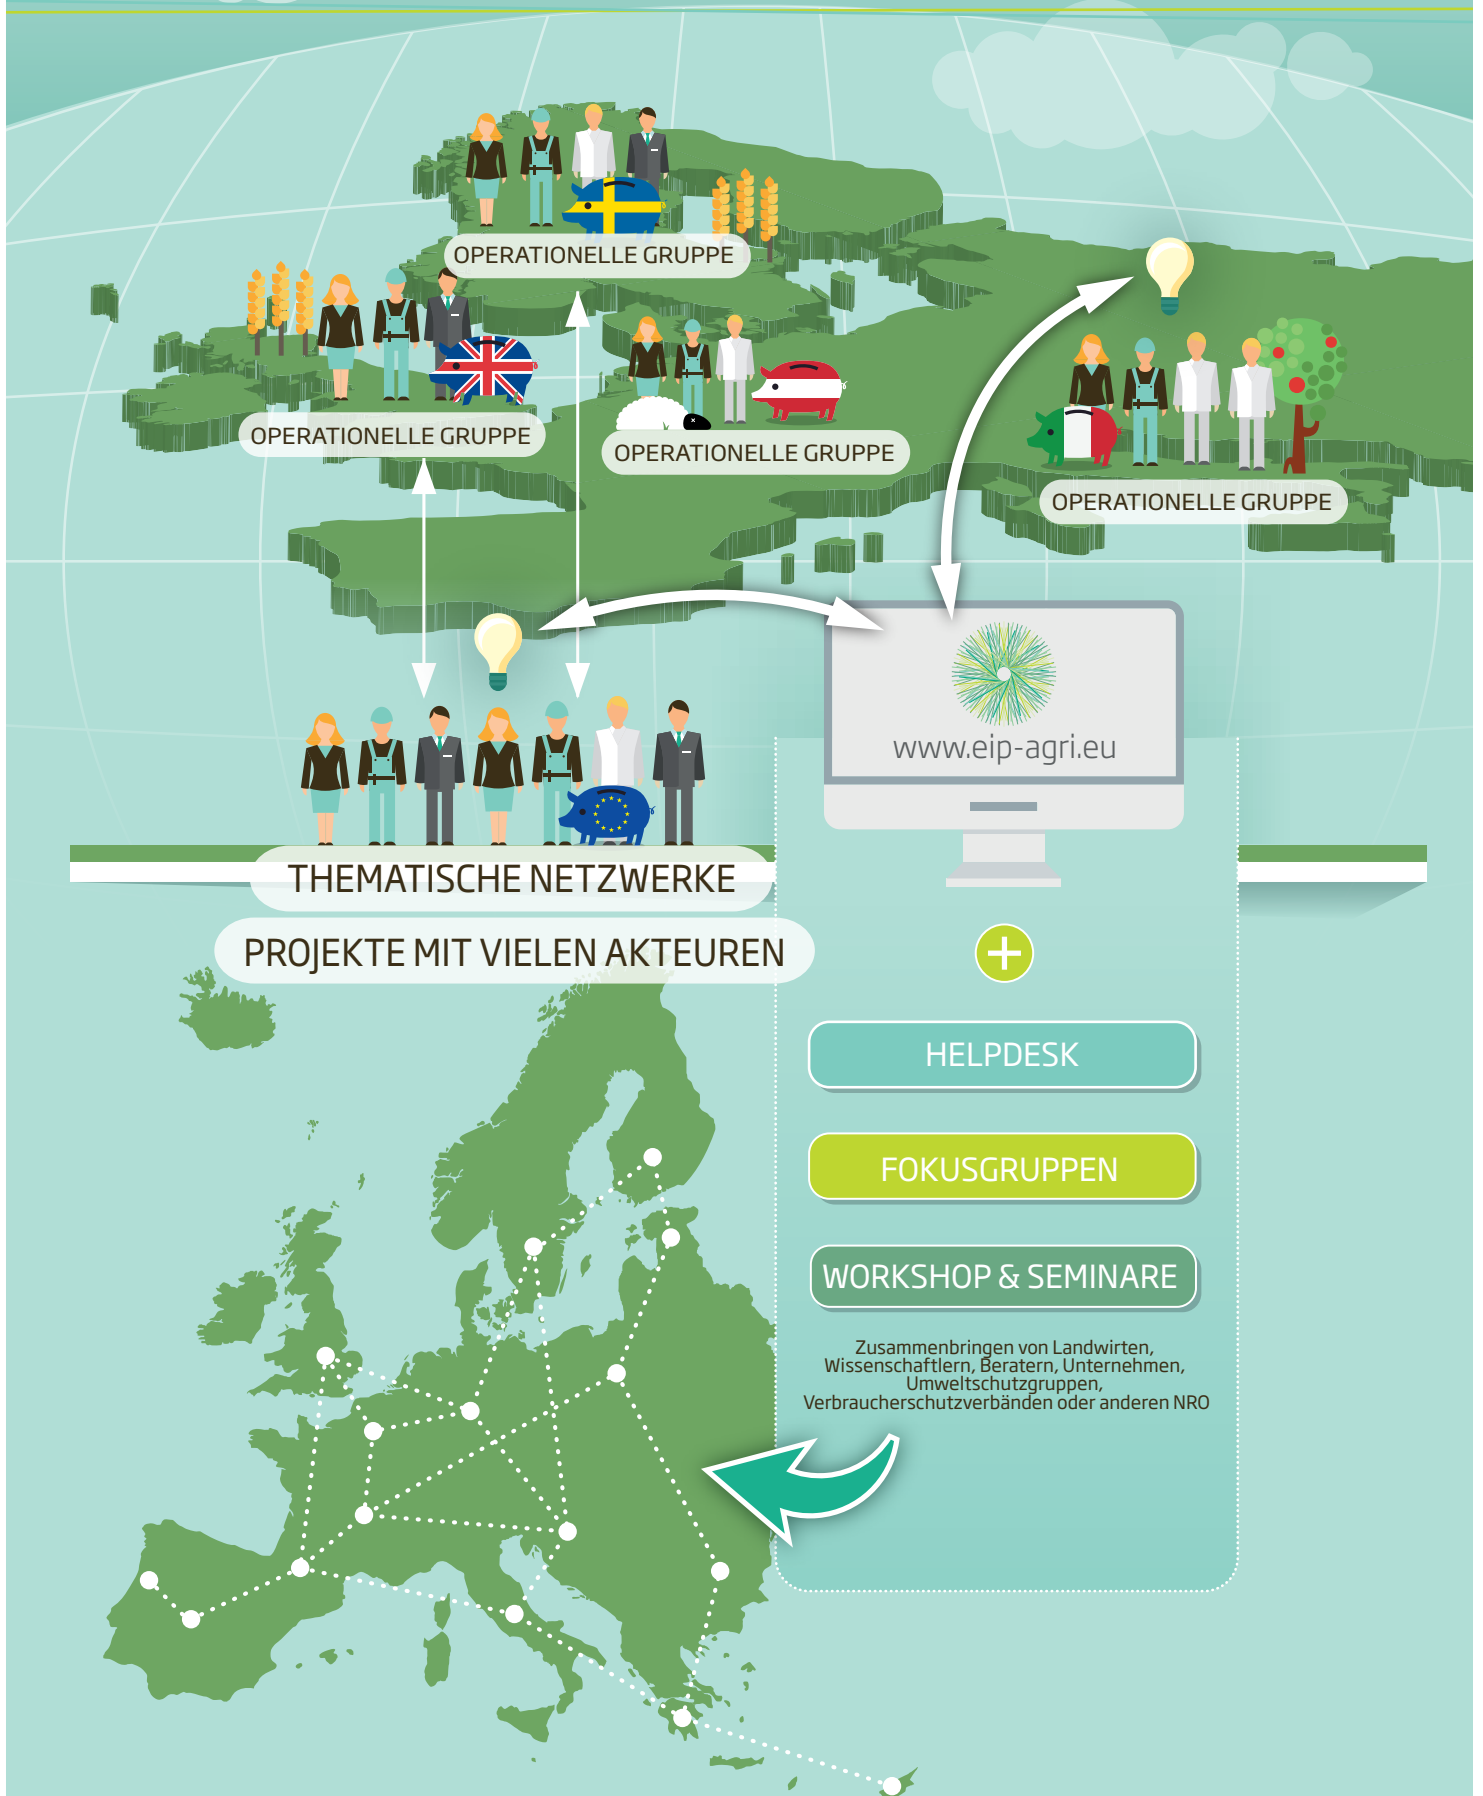 OPERATIONELLE GRUPPE
OPERATIONELLE GRUPPE
OPERATIONELLE GRUPPE
OPERATIONELLE GRUPPE
www.eip-agri.eu
THEMATISCHE NETZWERKE
PROJEKTE MIT VIELEN AKTEUREN
+
HELPDESK
FOKUSGRUPPEN
WORKSHOP & SEMINARE
Zusammenbringen von Landwirten,
Wissenschaftlern, Beratern, Unternehmen,
Umweltschutzgruppen,
Verbraucherschutzverbänden oder anderen NRO